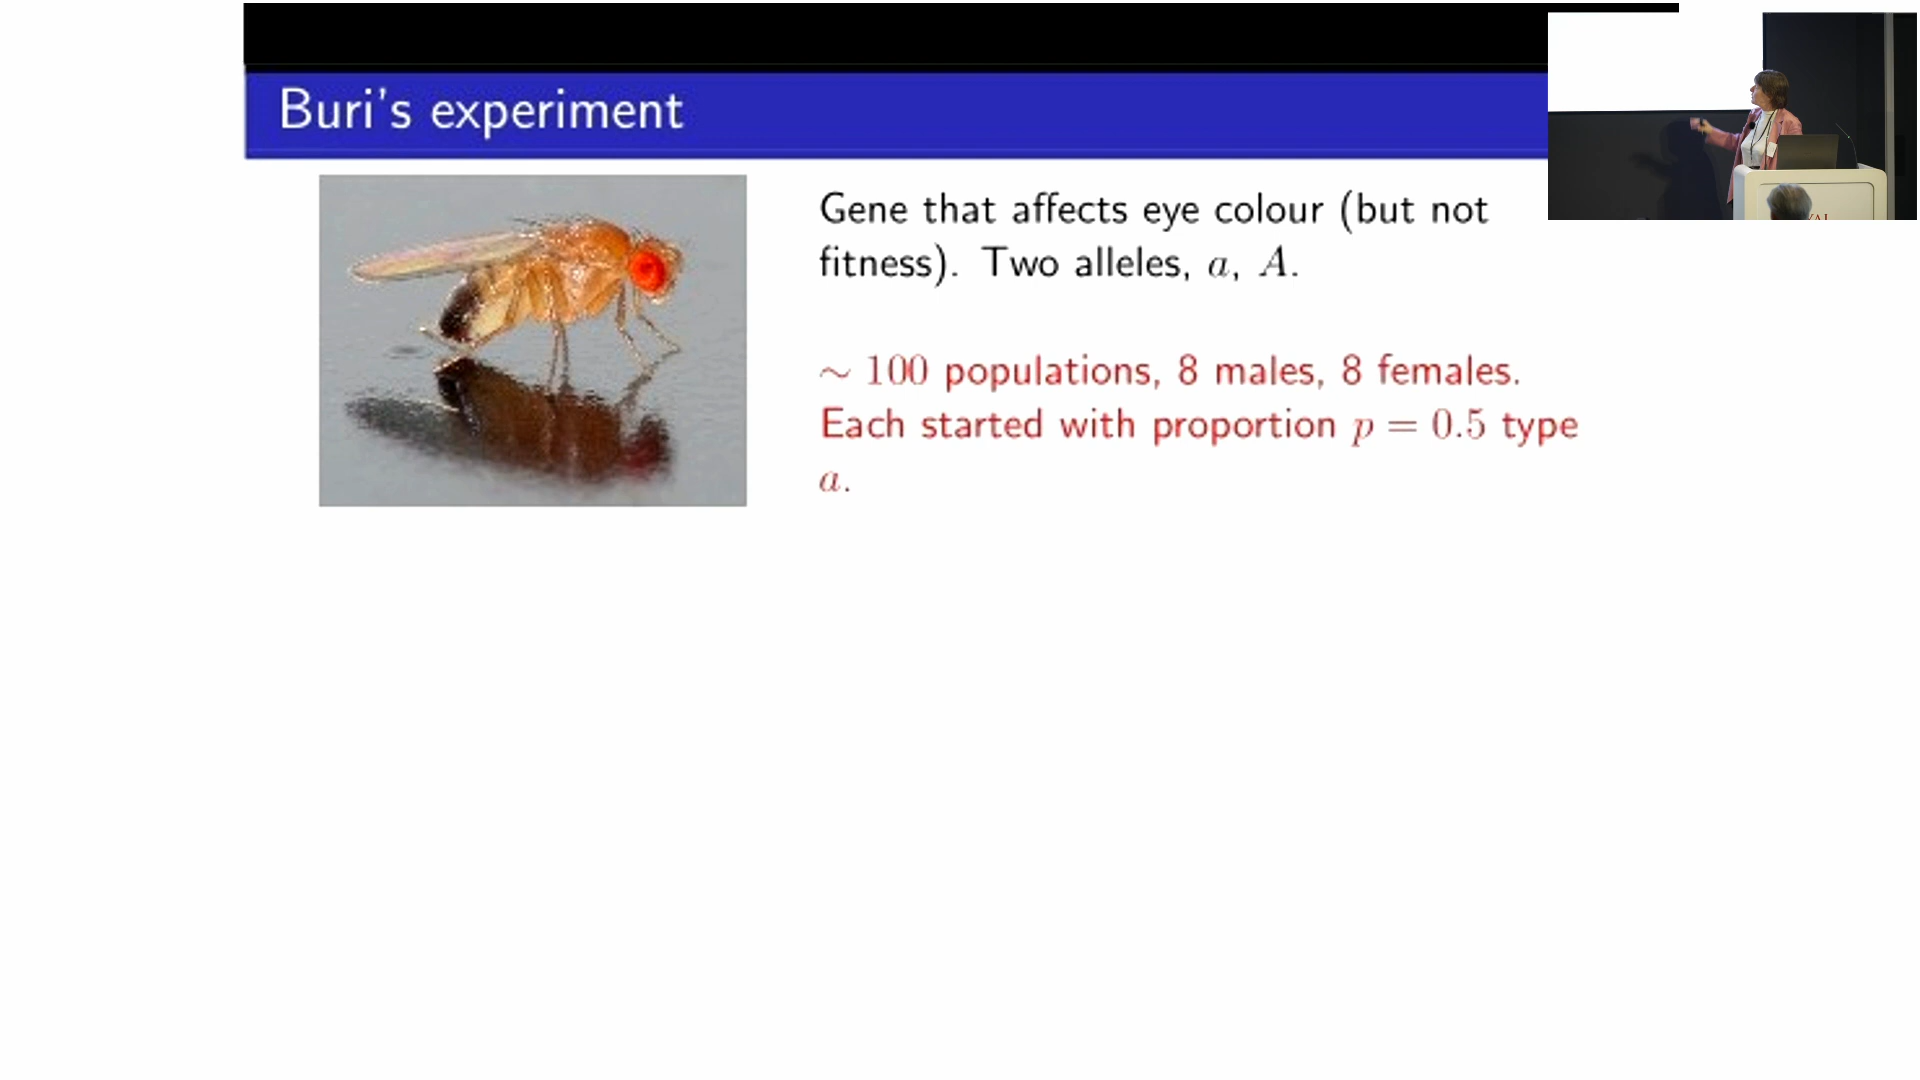 Buri's experiment
Gene that affects eye colour (but not
fitness). Two alleles, a, A.
∼ 100 populations, 8 males, 8 females.
Each started with proportion p = 0.5 type
a.